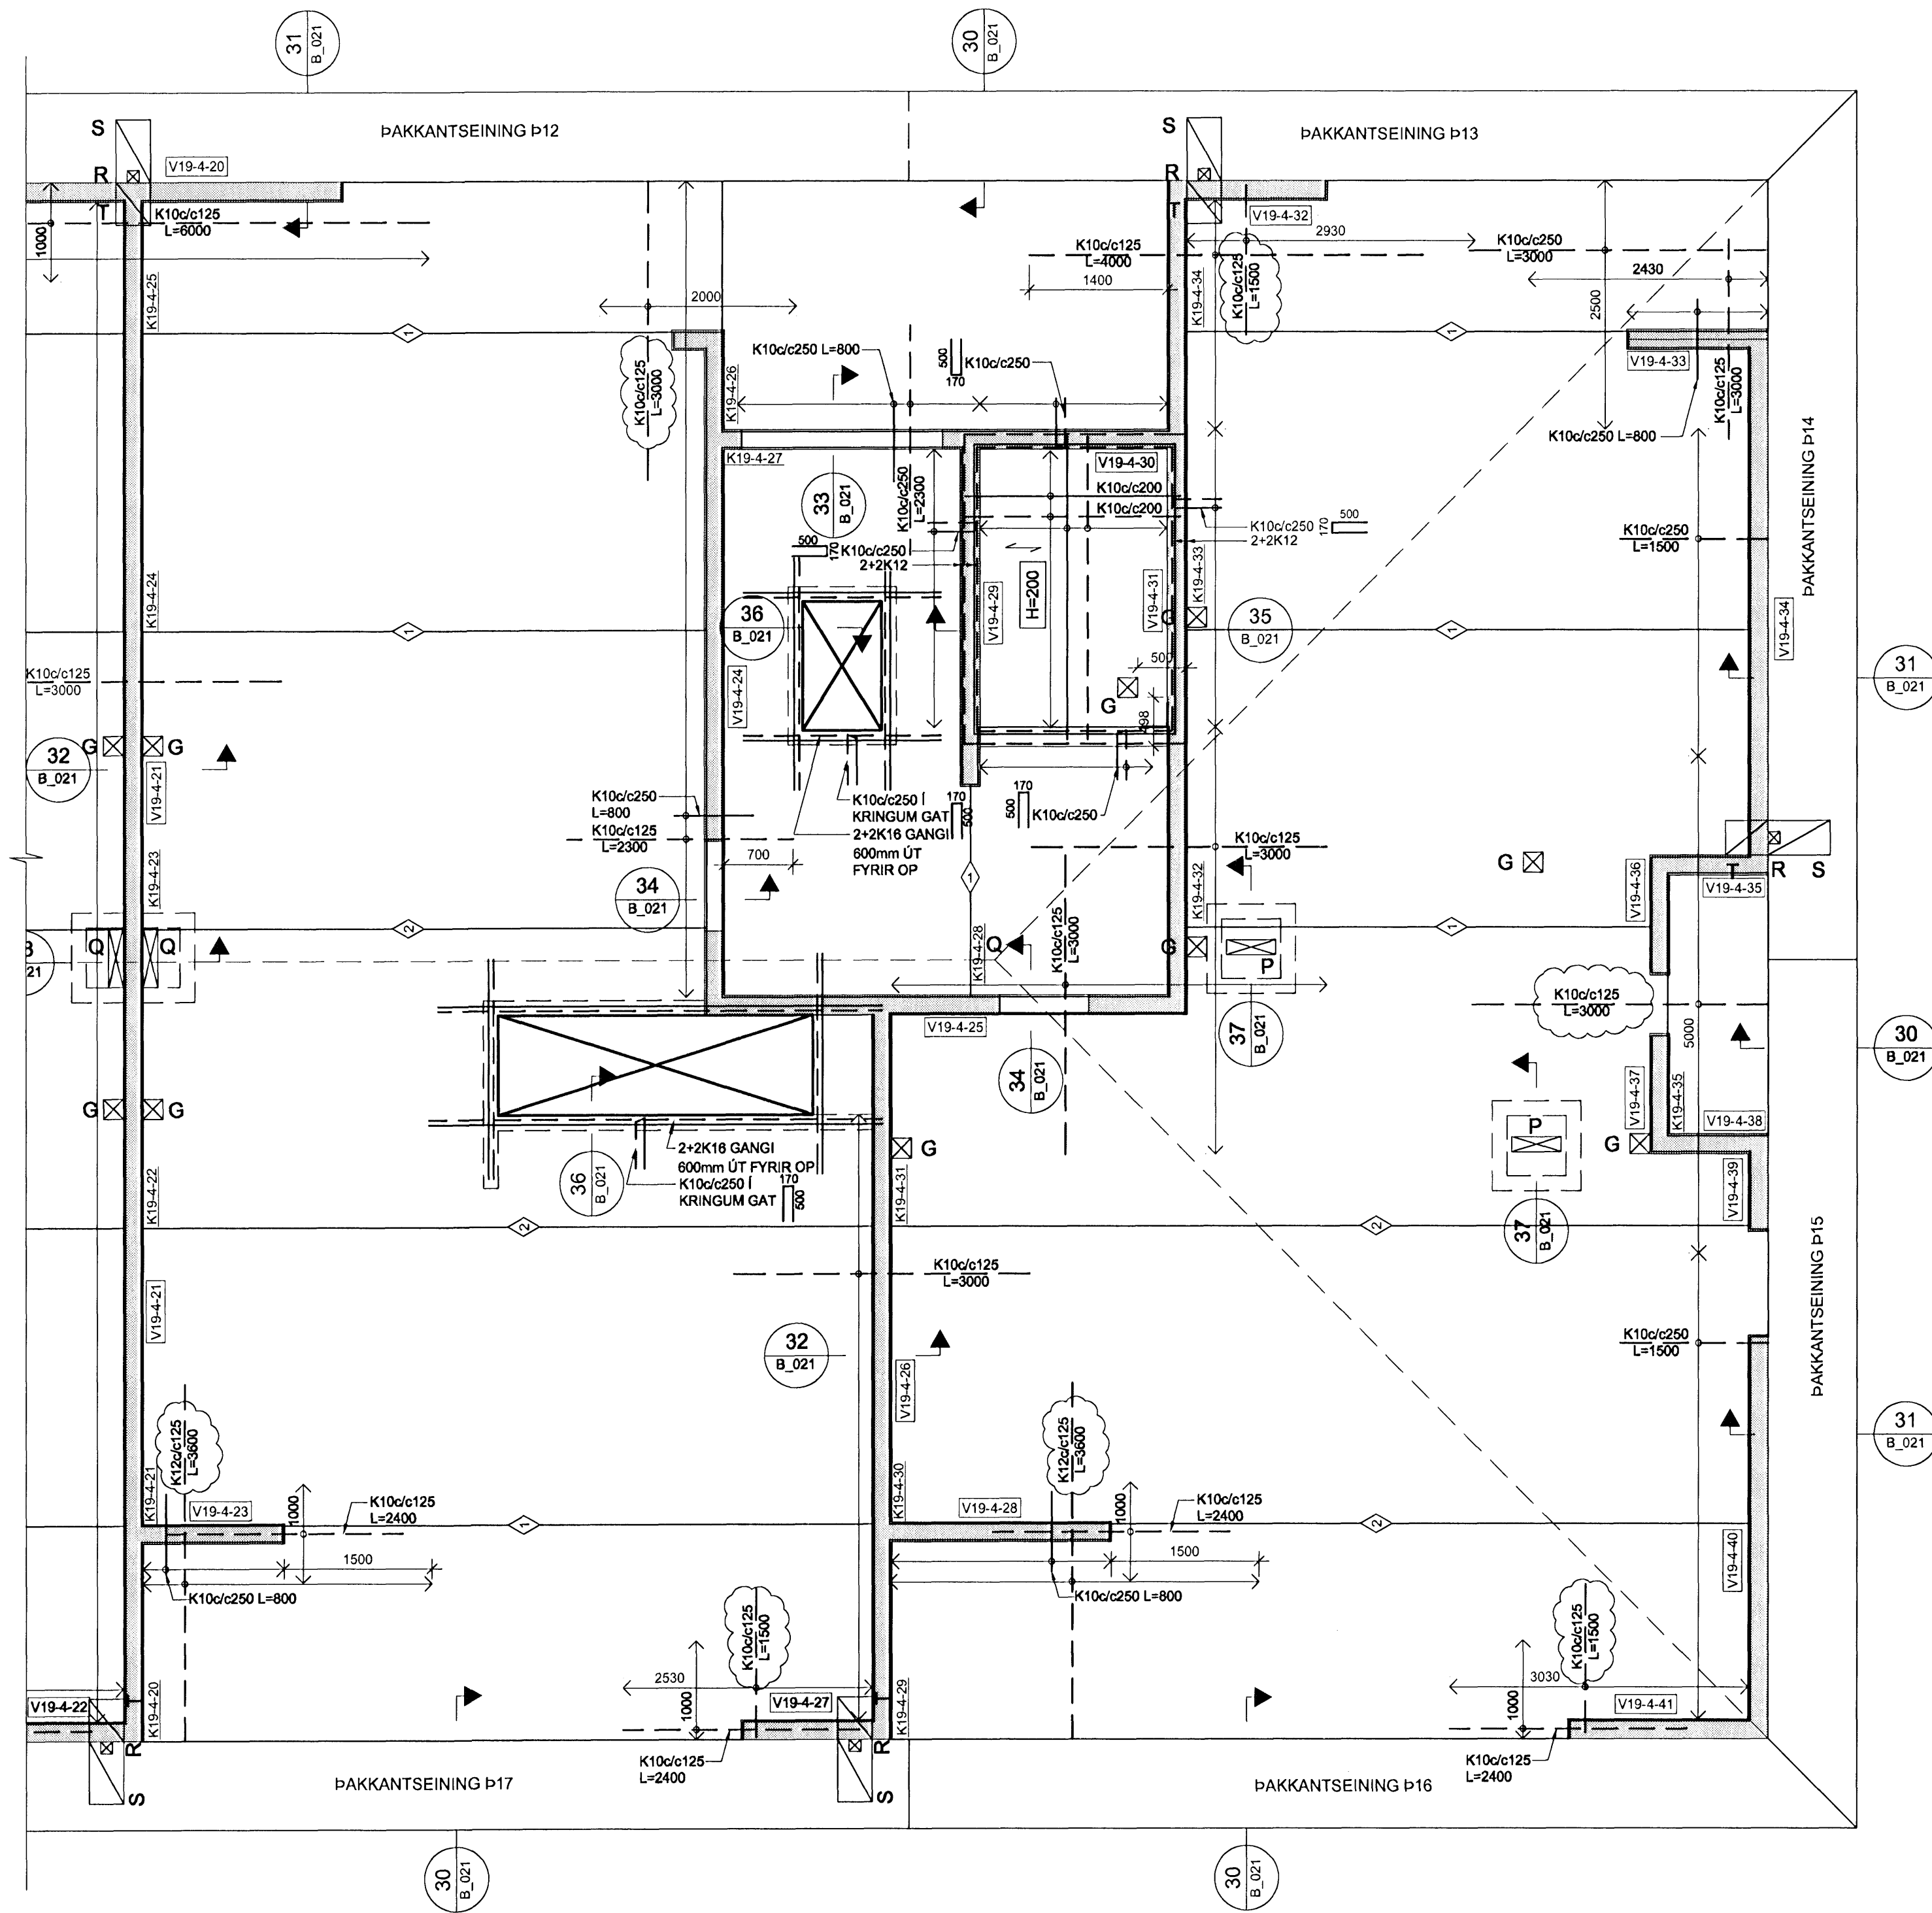 31
B_021
30
B_021
ÞAKKANTSEINING Þ12
ÞAKKANTSEINING Þ13
S
R
T
V19-4-20
K10c/c125
L=6000
1000
K19-4-25
1
2000
K10c/c125
L=3000
K10c/c125
L=4000
1400
S
R
T
V19-4-32
2930
K10c/c125
L=1500
K19-4-34
K10c/c250
L=3000
2430
2500
1
V19-4-33
K10c/c125
L=3000
K10c/c250 L=800
K10c/c250 L=800
500
170
K10c/c250
K19-4-26
K19-4-27
33
B_021
K10c/c250
L=2300
V19-4-30
K10c/c200
K10c/c200
K10c/c250
2+2K12
170
500
500
170
K10c/c250
2+2K12
H=200
V19-4-29
V19-4-31
K19-4-33
K10c/c250
L=1500
ÞAKKANTSEINING Þ14
V19-4-34
K19-4-24
1
36
B_021
V19-4-24
G
35
B_021
1
500
G
498
K10c/c125
L=3000
31
B_021
32
B_021
G
G
V19-4-21
K10c/c250
L=800
K10c/c125
L=2300
700
K10c/c250 Í
KRINGUM GAT
170
500
2+2K16 GANGI
600mm ÚT
FYRIR OP
170
500
K10c/c250
K10c/c125
L=3000
K19-4-23
34
B_021
1
K19-4-32
G
V19-4-36
T
R
S
V19-4-35
2
K19-4-28
Q
K10c/c125
L=3000
G
P
1
Q
Q
V19-4-25
37
B_021
34
B_021
K10c/c125
L=3000
5000
30
B_021
G
G
V19-4-37
K19-4-35
V19-4-38
P
G
2+2K16 GANGI
600mm ÚT FYRIR OP
K10c/c250 Í
KRINGUM GAT
170
500
36
B_021
G
K19-4-31
K19-4-22
V19-4-39
37
B_021
2
2
K10c/c125
L=3000
V19-4-21
32
B_021
V19-4-26
K10c/c250
L=1500
ÞAKKANTSEINING Þ15
31
B_021
K12c/c125
L=3600
K19-4-21
V19-4-23
1000
K10c/c125
L=2400
1
1500
K10c/c250 L=800
K12c/c125
L=3600
K19-4-30
V19-4-28
1000
K10c/c125
L=2400
2
1500
K10c/c250 L=800
V19-4-40
K10c/c125
L=1500
2530
1000
V19-4-27
K10c/c125
L=1500
3030
1000
V19-4-41
V19-4-22
K19-4-20
R
S
K10c/c125
L=2400
K19-4-29
R
S
K10c/c125
L=2400
ÞAKKANTSEINING Þ17
ÞAKKANTSEINING Þ16
30
B_021
30
B_021